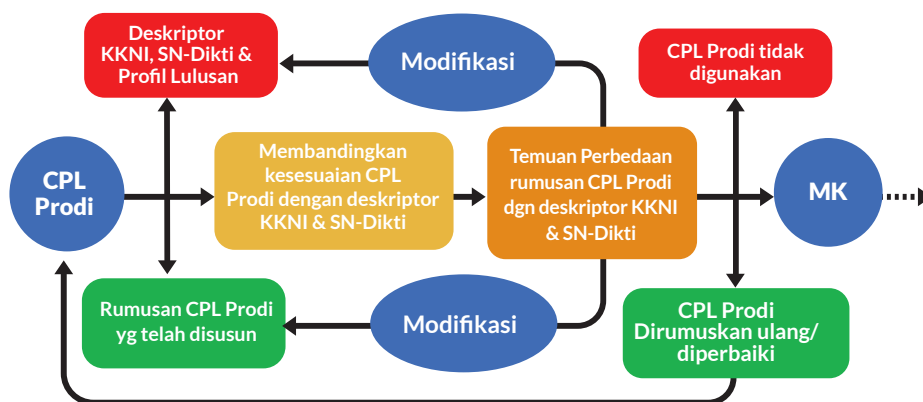 Deskriptor
KKNI, SN-Dikti &
Profil Lulusan
Modifikasi
CPL Prodi tidak
digunakan
CPL
Prodi
Membandingkan
kesesuaian CPL
Prodi dengan deskriptor
KKNI & SN-Dikti
Temuan Perbedaan
rumusan CPL Prodi
dgn deskriptor KKNI
& SN-Dikti
MK
Rumusan CPL Prodi
yg telah disusun
Modifikasi
CPL Prodi
Dirumuskan ulang/
diperbaiki